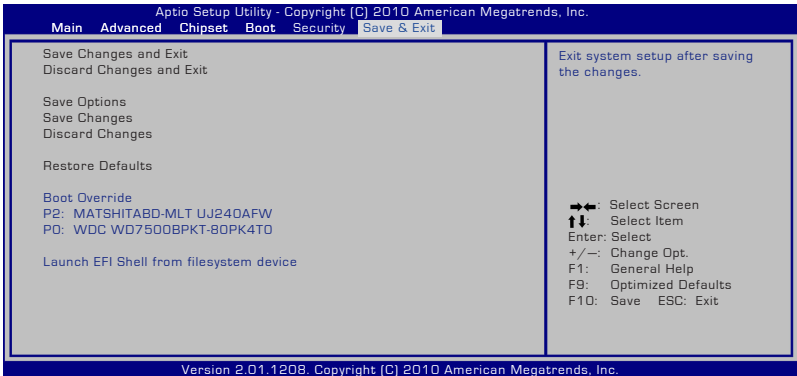 Aptio Setup Utility - Copyright (C) 2010 American Megatrends, Inc.
Main Advanced Chipset Boot Security Save & Exit
Save Changes and Exit
Discard Changes and Exit
Save Options
Save Changes
Discard Changes
Restore Defaults
Boot Override
P2: MATSHITABD-MLT UJ240AFW
P0: WDC WD7500BPKT-80PK4T0
Launch EFI Shell from filesystem device
Exit system setup after saving
the changes.
→←: Select Screen
↑↓: Select Item
Enter: Select
+/—: Change Opt.
F1: General Help
F9: Optimized Defaults
F10: Save ESC: Exit
Version 2.01.1208. Copyright (C) 2010 American Megatrends, Inc.